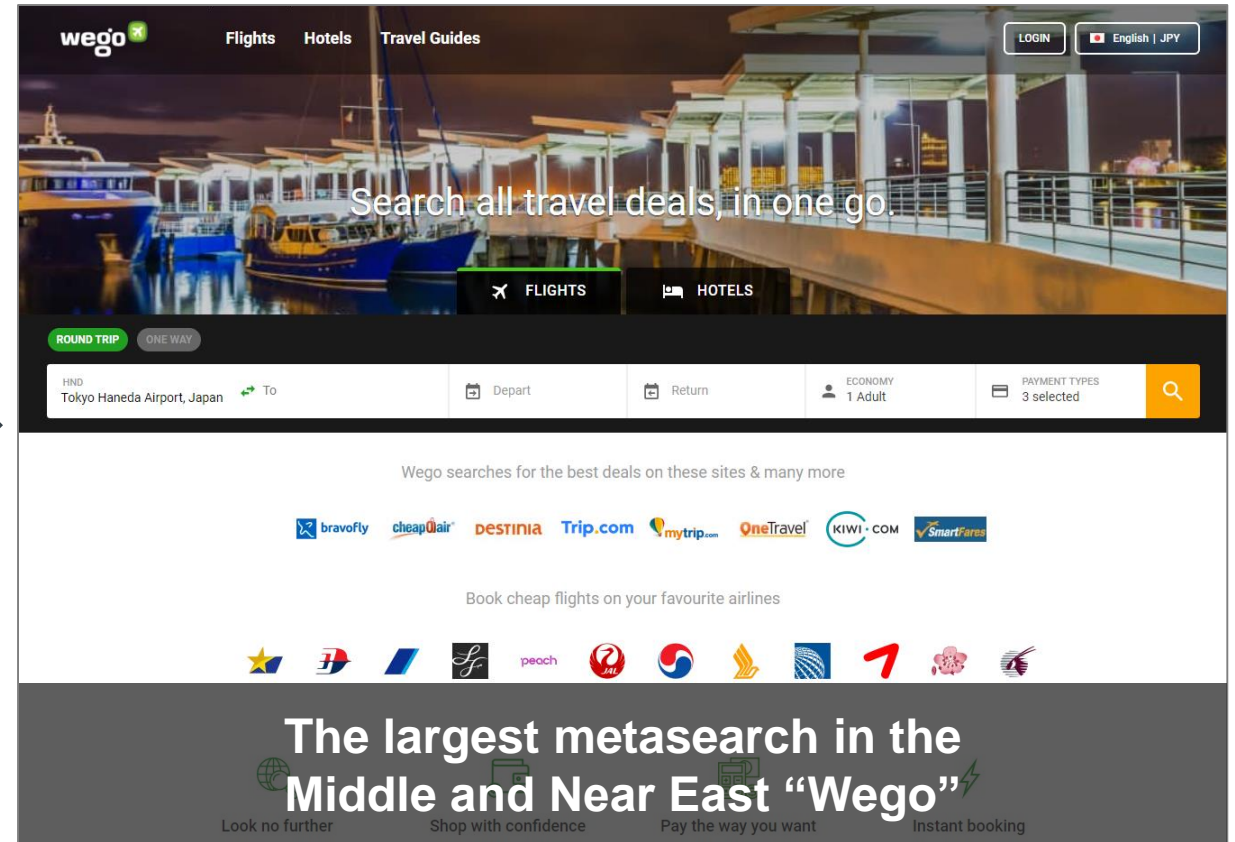 wego
Flights Hotels Travel Guides
LOGIN
English | JPY
Search all travel deals, in one go.
FLIGHTS
HOTELS
ROUND TRIP
ONE WAY
HND
Tokyo Haneda Airport, Japan
To
Depart
Return
ECONOMY
1 Adult
PAYMENT TYPES
3 selected
Wego searches for the best deals on these sites & many more
bravofly cheapOair DESTINIA Trip.com mytrip.com OneTravel KIWI.COM SmartFares
Book cheap flights on your favourite airlines
peach JAL
The largest metasearch in the
Middle and Near East “Wego”
Look no further Shop with confidence Pay the way you want Instant booking